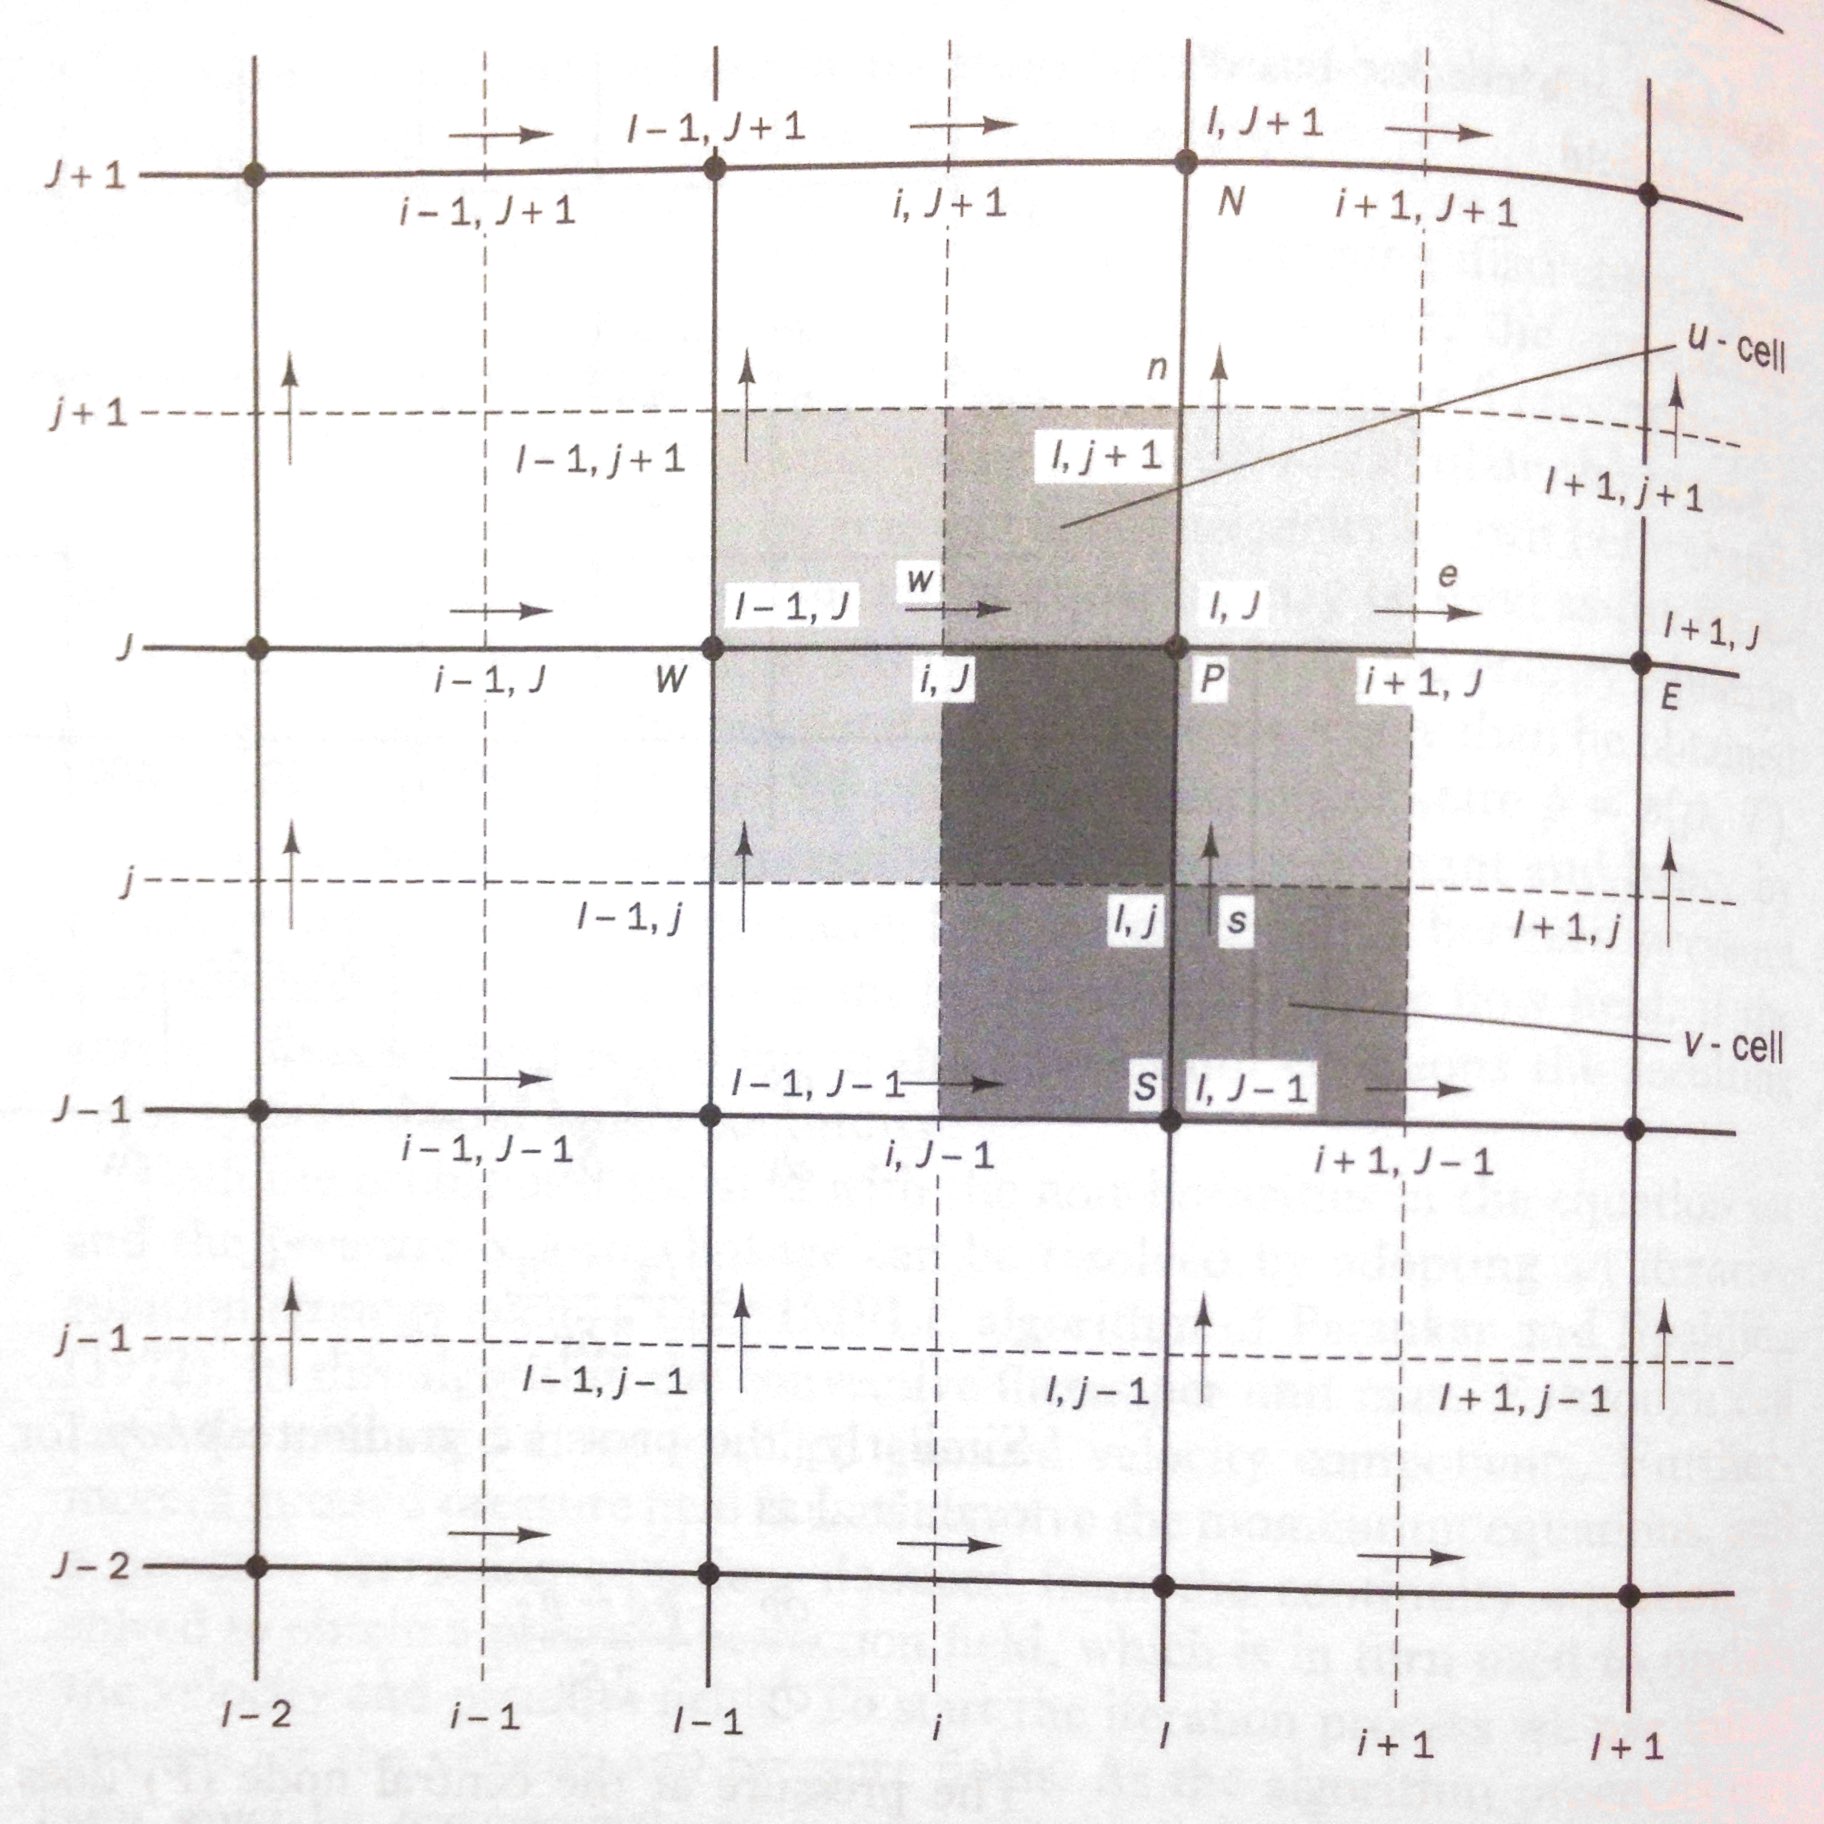 I-1, J+1
I, J+1
J+1
i-1, J+1
i, J+1
N
i+1, J+1
u-cell
n
j+1
I-1, j+1
I, j+1
I+1, j+1
w
e
I-1, J
I, J
I+1, J
J
i-1, J
W
i, J
P
i+1, J
E
j
I-1, j
I, j
s
I+1, j
v-cell
I-1, J-1
S
I, J-1
J-1
i-1, J-1
i, J-1
i+1, J-1
j-1
I-1, j-1
I, j-1
I+1, j-1
J-2
I-2
i-1
I-1
i
I
i+1
I+1